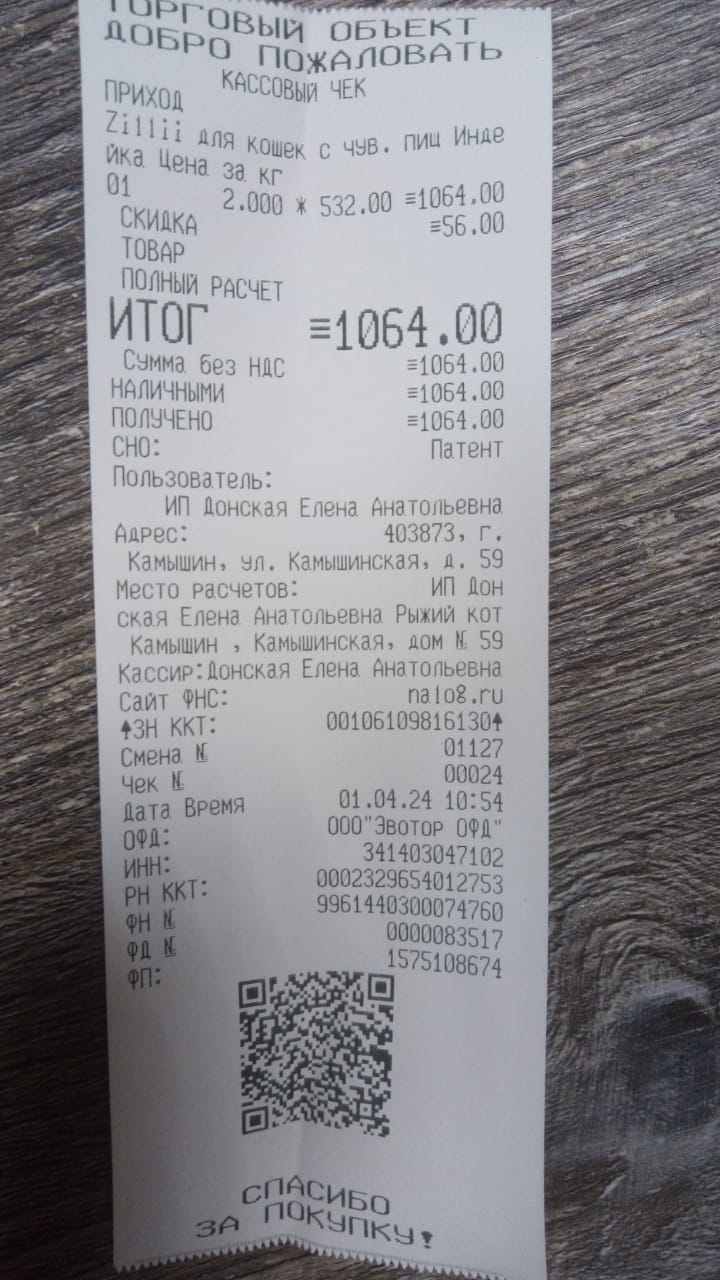 ТОРГОВЫЙ ОБЪЕКТ
ДОБРО ПОЖАЛОВАТЬ
КАССОВЫЙ ЧЕК
ПРИХОД
Zillii для кошек с чув. пищ Инде
йка Цена за кг
01 2.000 * 532.00 ≡1064.00
СКИДКА ≡56.00
ТОВАР
ПОЛНЫЙ РАСЧЕТ
ИТОГ ≡1064.00
Сумма без НДС ≡1064.00
НАЛИЧНЫМИ ≡1064.00
ПОЛУЧЕНО ≡1064.00
СНО: Патент
Пользователь:
ИП Донская Елена Анатольевна
Адрес: 403873, г.
Камышин, ул. Камышинская, д. 59
Место расчетов: ИП Дон
ская Елена Анатольевна Рыжий кот
Камышин , Камышинская, дом № 59
Кассир:Донская Елена Анатольевна
Сайт ФНС: nalog.ru
ЗН ККТ: 00106109816130
Смена № 01127
Чек № 00024
Дата Время 01.04.24 10:54
ОФД: ООО"Эвотор ОФД"
ИНН: 341403047102
РН ККТ: 0002329654012753
ФН № 9961440300074760
ФД № 0000083517
ФП: 1575108674
СПАСИБО
ЗА ПОКУПКУ!